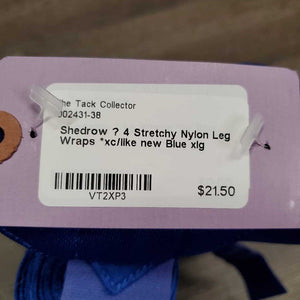 he Tack Collector
002431-38
Shedrow ? 4 Stretchy Nylon Leg
Wraps *xc/like new Blue xlg
$21.50
VT2XP3